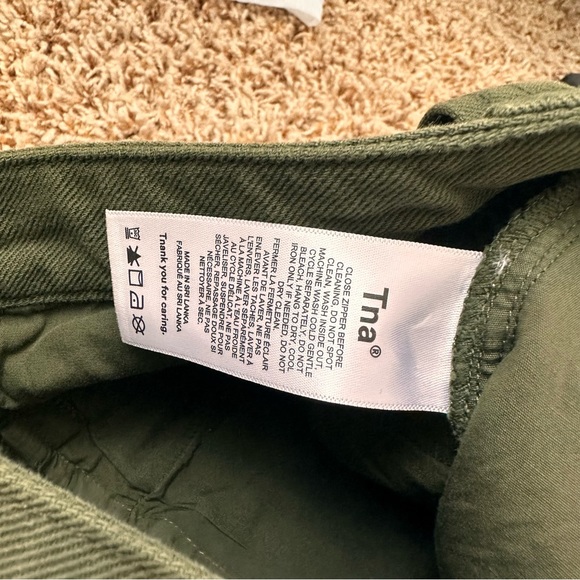 Tna®
CLOSE ZIPPER BEFORE
CLEANING, DO NOT SPOT
CLEAN, WASH INSIDE OUT,
MACHINE WASH COLD GENTLE
CYCLE SEPARATELY, DO NOT
BLEACH, HANG TO DRY, COOL
IRON ONLY IF NEEDED, DO NOT
DRY CLEAN.
FERMER LA FERMETURE ÉCLAIR
AVANT DE LAVER, NE PAS
ENLEVER LES TACHES, LAVER À
L'ENVERS, LAVER SÉPARÉMENT
À LA MACHINE À L'EAU FROIDE
AU CYCLE DÉLICAT, NE PAS
JAVELISER, SUSPENDRE POUR
SÉCHER, REPASSAGE DOUX SI
NÉCESSAIRE, NE PAS
NETTOYER À SEC.
MADE IN SRI LANKA
FABRIQUÉ AU SRI LANKA
Thank you for caring.